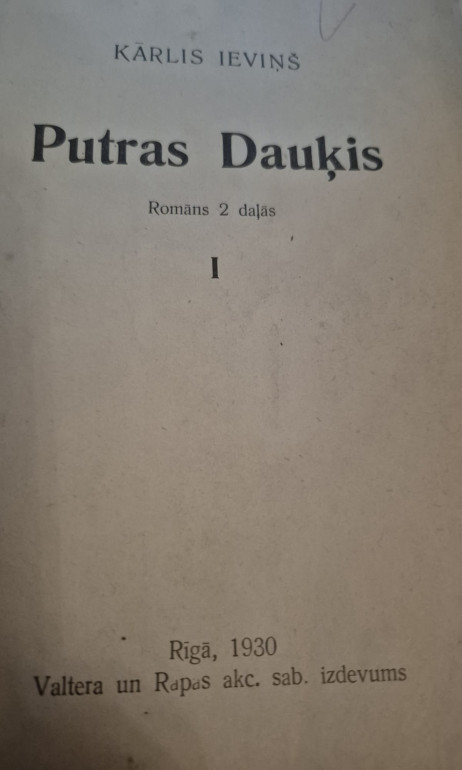 KĀRLIS IEVIŅŠ
Putras Dauķis
Romāns 2 daļās
I
Rīgā, 1930
Valtera un Rapas akc. sab. izdevums